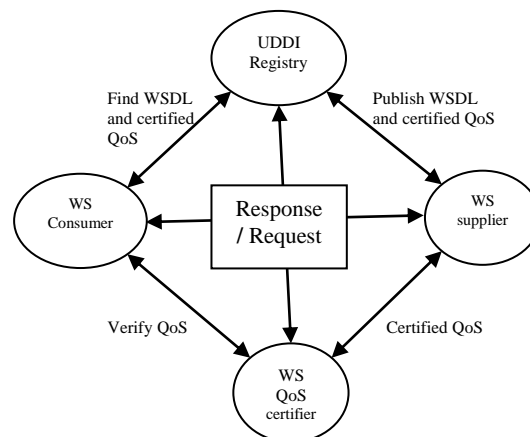 UDDI
Registry
Find WSDL
and certified
QoS
Publish WSDL
and certified QoS
WS
Consumer
Response
/ Request
WS
supplier
Verify QoS
Certified QoS
WS
QoS
certifier